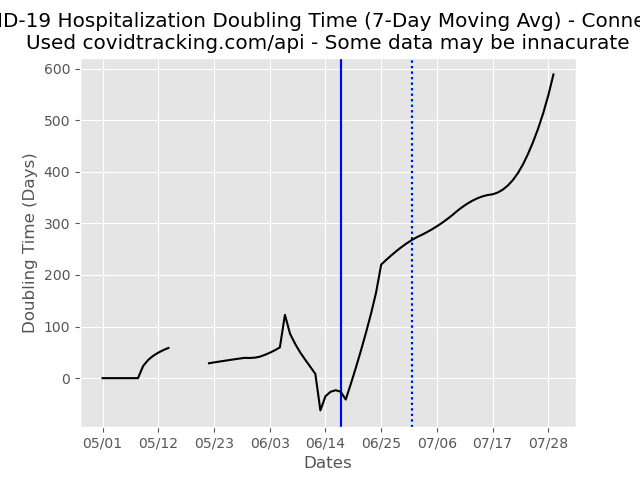 ID-19 Hospitalization Doubling Time (7-Day Moving Avg) - Conne
Used covidtracking.com/api - Some data may be innacurate
600
500
400
300
200
100
0
Doubling Time (Days)
05/01 05/12 05/23 06/03 06/14 06/25 07/06 07/17 07/28
Dates